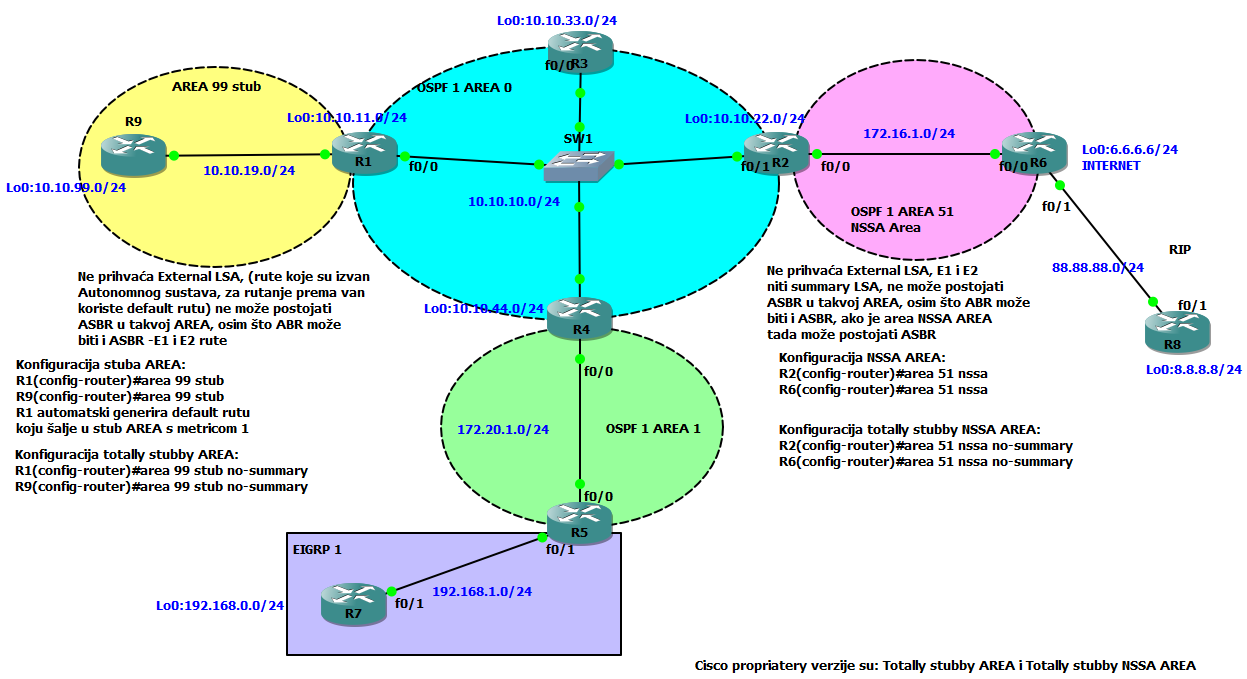 Lo0:10.10.33.0/24
f0/0
R3
AREA 99 stub
OSPF 1 AREA 0
R9
Lo0:10.10.11.0/24
Lo0:10.10.22.0/24
172.16.1.0/24
SW1
R1
f0/0
R2
f0/1
f0/0
f0/0
R6
Lo0:6.6.6.6/24
INTERNET
10.10.19.0/24
Lo0:10.10.99.0/24
10.10.10.0/24
f0/1
OSPF 1 AREA 51
NSSA Area
RIP
88.88.88.0/24
f0/1
R8
Lo0:8.8.8.8/24
Ne prihvaća External LSA, (rute koje su izvan
Autonomnog sustava, za rutanje prema van
koriste default rutu) ne može postojati
ASBR u takvoj AREA, osim što ABR može
biti i ASBR -E1 i E2 rute
Ne prihvaća External LSA, E1 i E2
niti summary LSA, ne može postojati
ASBR u takvoj AREA, osim što ABR može
biti i ASBR, ako je area NSSA AREA
tada može postojati ASBR
Lo0:10.10.44.0/24
R4
f0/0
Konfiguracija stuba AREA:
R1(config-router)#area 99 stub
R9(config-router)#area 99 stub
R1 automatski generira default rutu
koju šalje u stub AREA s metricom 1
Konfiguracija NSSA AREA:
R2(config-router)#area 51 nssa
R6(config-router)#area 51 nssa
172.20.1.0/24
OSPF 1 AREA 1
Konfiguracija totally stubby NSSA AREA:
R2(config-router)#area 51 nssa no-summary
R6(config-router)#area 51 nssa no-summary
Konfiguracija totally stubby AREA:
R1(config-router)#area 99 stub no-summary
R9(config-router)#area 99 stub no-summary
f0/0
R5
f0/1
EIGRP 1
192.168.1.0/24
Lo0:192.168.0.0/24
f0/1
R7
Cisco propriatery verzije su: Totally stubby AREA i Totally stubby NSSA AREA